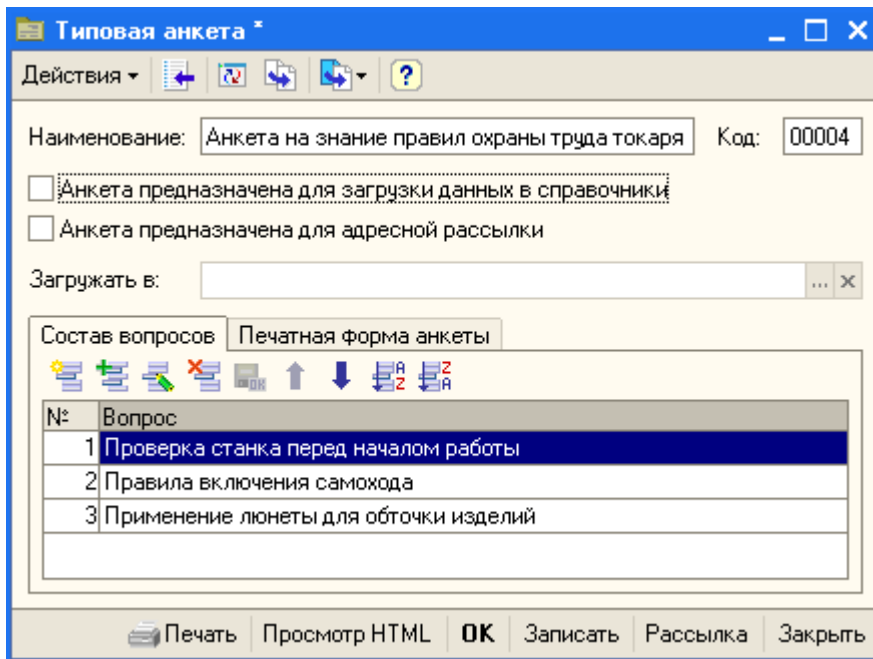 Типовая анкета *
Действия
Наименование: Анкета на знание правил охраны труда токаря Код: 00004
Анкета предназначена для загрузки данных в справочники
Анкета предназначена для адресной рассылки
Загружать в: ... x
Состав вопросов Печатная форма анкеты
№ Вопрос
1 Проверка станка перед началом работы
2 Правила включения самохода
3 Применение люнеты для обточки изделий
Печать Просмотр HTML OK Записать Рассылка Закрыть